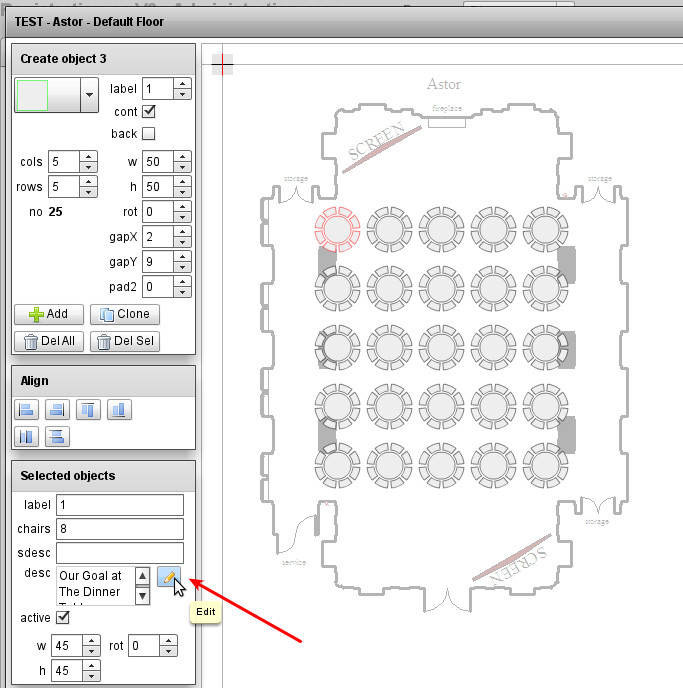 TEST - Astor - Default Floor
Create object 3
label 1
cont
back
cols 5 w 50
rows 5 h 50
no 25 rot 0
gapX 2
gapY 9
pad2 0
Add Clone
Del All Del Sel
Align
Selected objects
label 1
chairs 8
sdesc
desc Our Goal at
The Dinner
Edit
active
w 45 rot 0
h 45
Astor
fireplace
SCREEN
storage
storage
storage
service
SCREEN